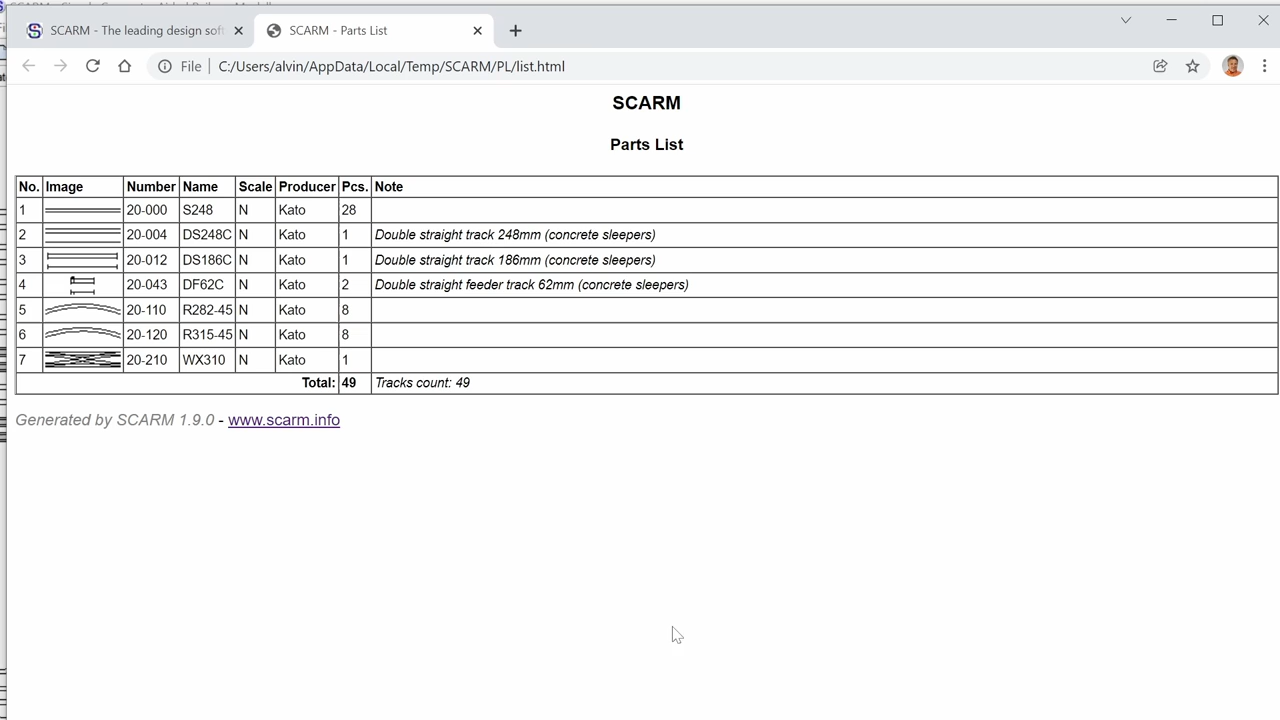 SCARM - The leading design sof
SCARM - Parts List
File
C:/Users/alvin/AppData/Local/Temp/SCARM/PL/list.html
SCARM
Parts List
No. Image Number Name Scale Producer Pcs. Note
1 20-000 S248 N Kato 28
2 20-004 DS248C N Kato 1 Double straight track 248mm (concrete sleepers)
3 20-012 DS186C N Kato 1 Double straight track 186mm (concrete sleepers)
4 20-043 DF62C N Kato 2 Double straight feeder track 62mm (concrete sleepers)
5 20-110 R282-45 N Kato 8
6 20-120 R315-45 N Kato 8
7 20-210 WX310 N Kato 1
Total: 49 Tracks count: 49
Generated by SCARM 1.9.0 - www.scarm.info